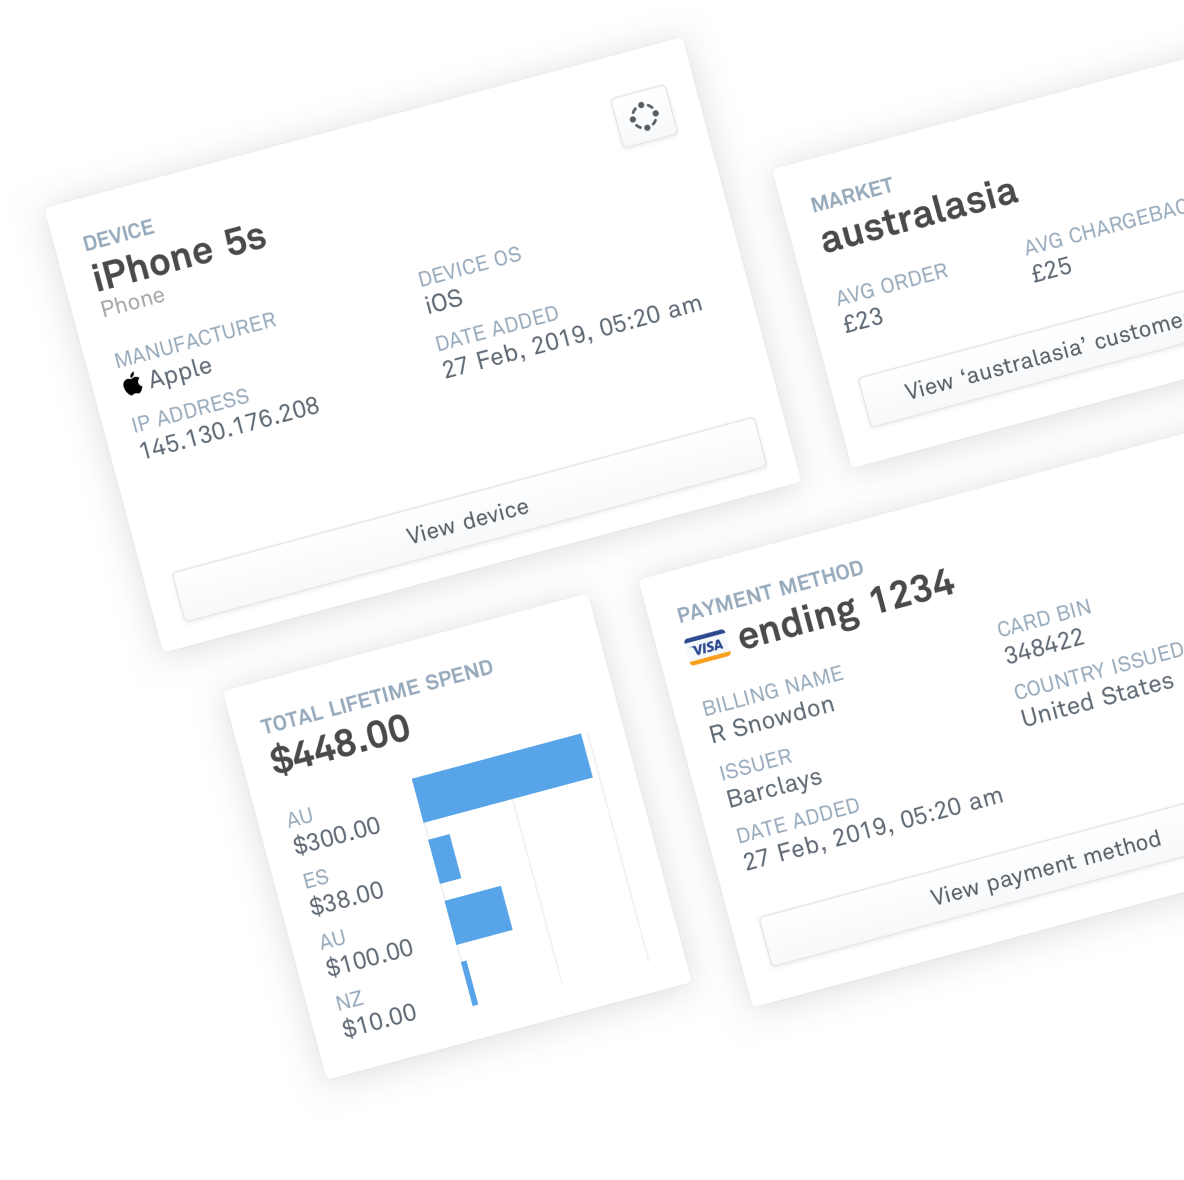 DEVICE
iPhone 5s
Phone
MANUFACTURER
Apple
IP ADDRESS
145.130.176.208
DEVICE OS
iOS
DATE ADDED
27 Feb, 2019, 05:20 am
View device
MARKET
australasia
AVG ORDER
£23
AVG CHARGEBAC
£25
View ‘australasia’ custome
TOTAL LIFETIME SPEND
$448.00
AU
$300.00
ES
$38.00
AU
$100.00
NZ
$10.00
PAYMENT METHOD
VISA ending 1234
BILLING NAME
R Snowdon
ISSUER
Barclays
DATE ADDED
27 Feb, 2019, 05:20 am
CARD BIN
348422
COUNTRY ISSUED
United States
View payment method